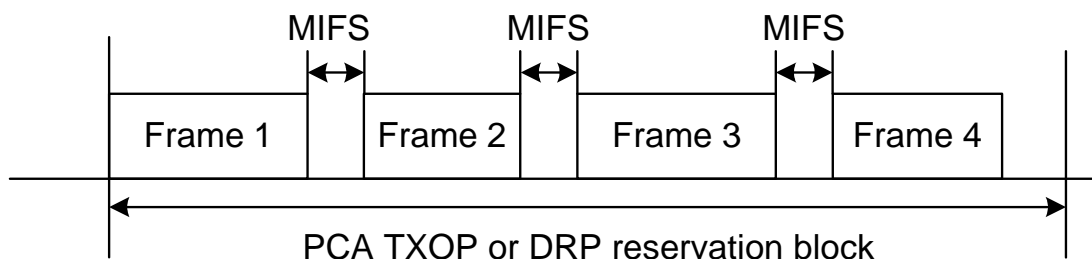 MIFS MIFS MIFS
Frame 1 Frame 2 Frame 3 Frame 4
PCA TXOP or DRP reservation block